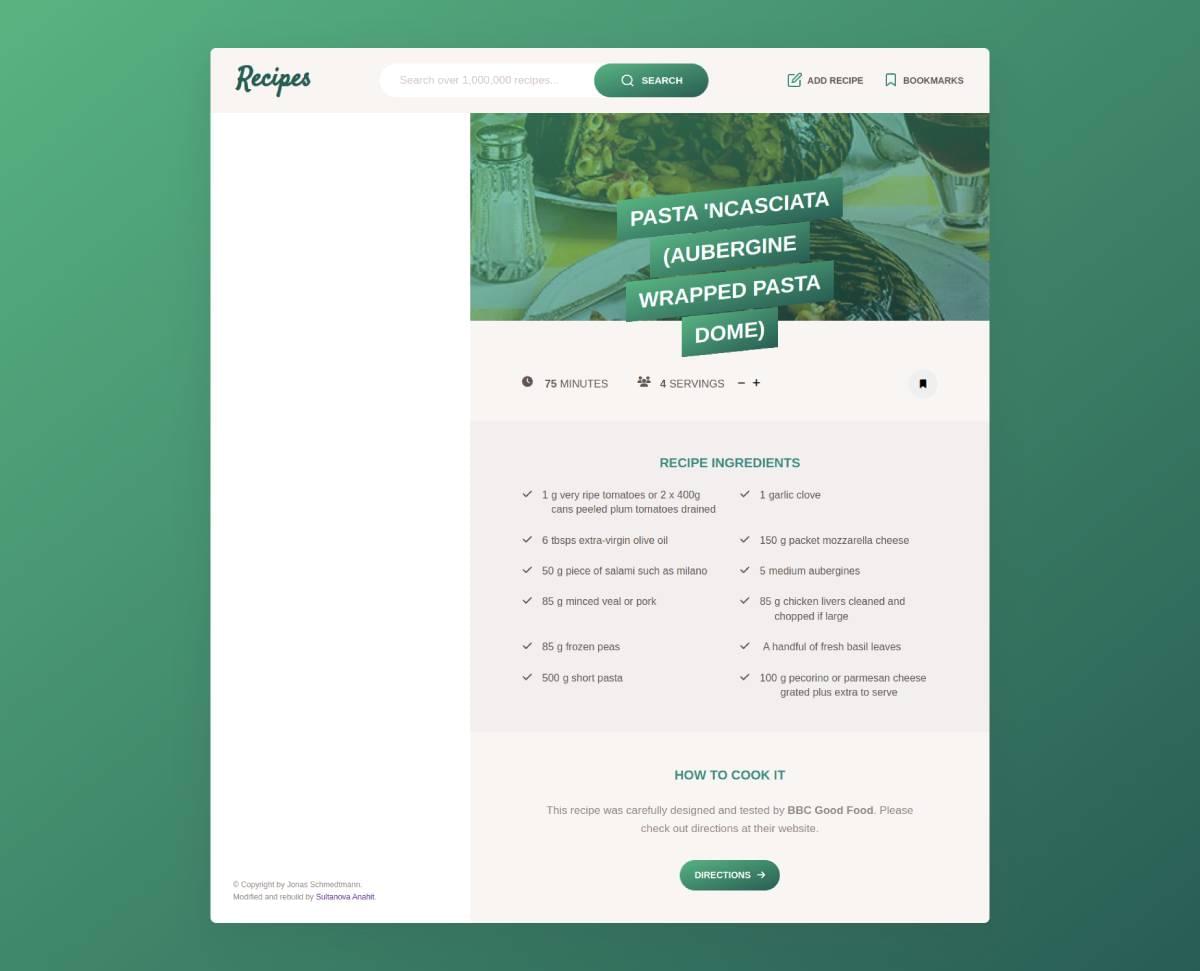 Recipes
Search over 1,000,000 recipes...
SEARCH
ADD RECIPE
BOOKMARKS
PASTA 'NCASCIATA
(AUBERGINE
WRAPPED PASTA
DOME)
75 MINUTES
4 SERVINGS
RECIPE INGREDIENTS
1 g very ripe tomatoes or 2 x 400g
cans peeled plum tomatoes drained
1 garlic clove
6 tbsps extra-virgin olive oil
150 g packet mozzarella cheese
50 g piece of salami such as milano
5 medium aubergines
85 g minced veal or pork
85 g chicken livers cleaned and
chopped if large
85 g frozen peas
A handful of fresh basil leaves
500 g short pasta
100 g pecorino or parmesan cheese
grated plus extra to serve
HOW TO COOK IT
This recipe was carefully designed and tested by BBC Good Food. Please
check out directions at their website.
DIRECTIONS
© Copyright by Jonas Schmedtmann.
Modified and rebuild by Sultanova Anahit.